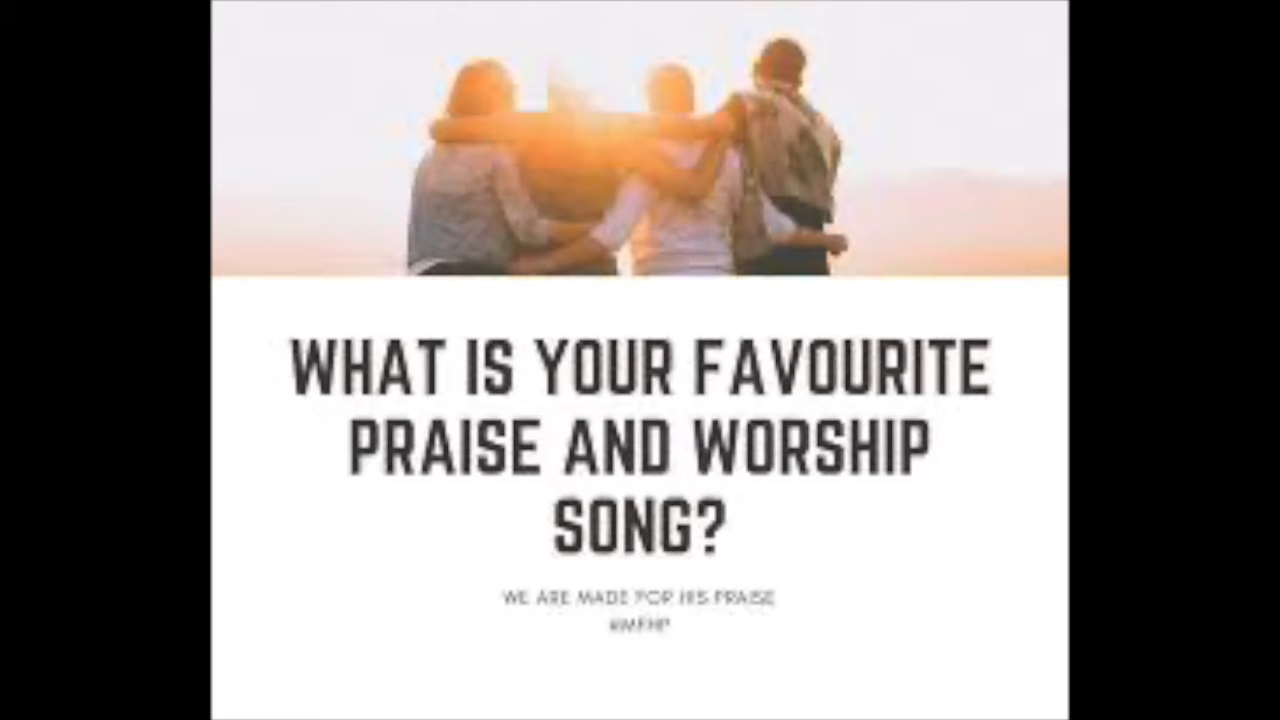 WHAT IS YOUR FAVOURITE
PRAISE AND WORSHIP
SONG?
WE ARE MADE FOR HIS PRAISE
#MFHP